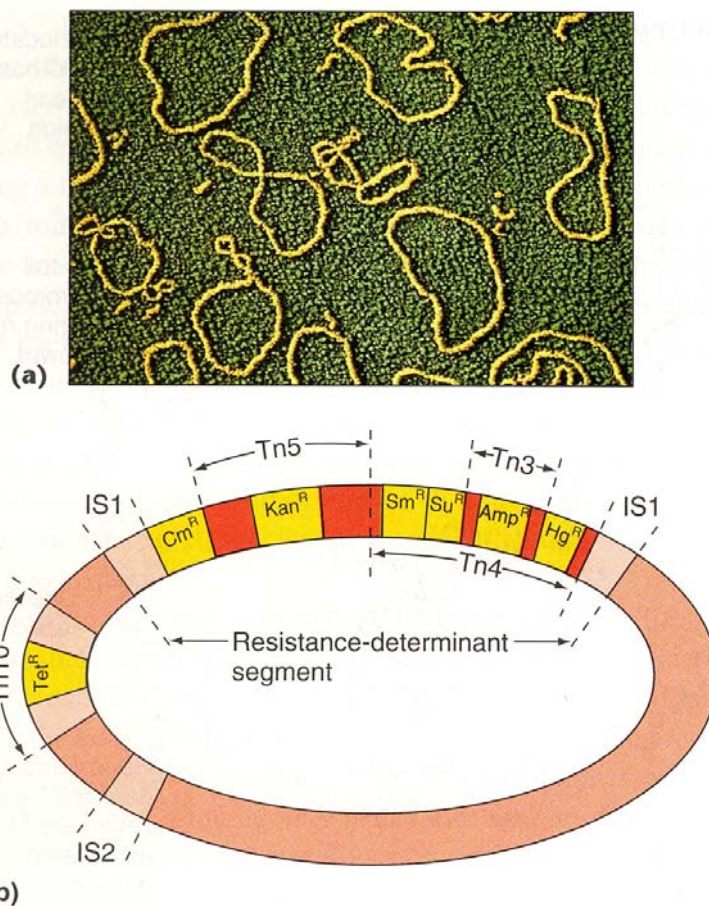 (a)
Tn5
Tn3
IS1
Cm^R
Kan^R
Sm^R
Su^R
Amp^R
Hg^R
IS1
Tn4
Resistance-determinant
segment
Tet^R
IS2
b)